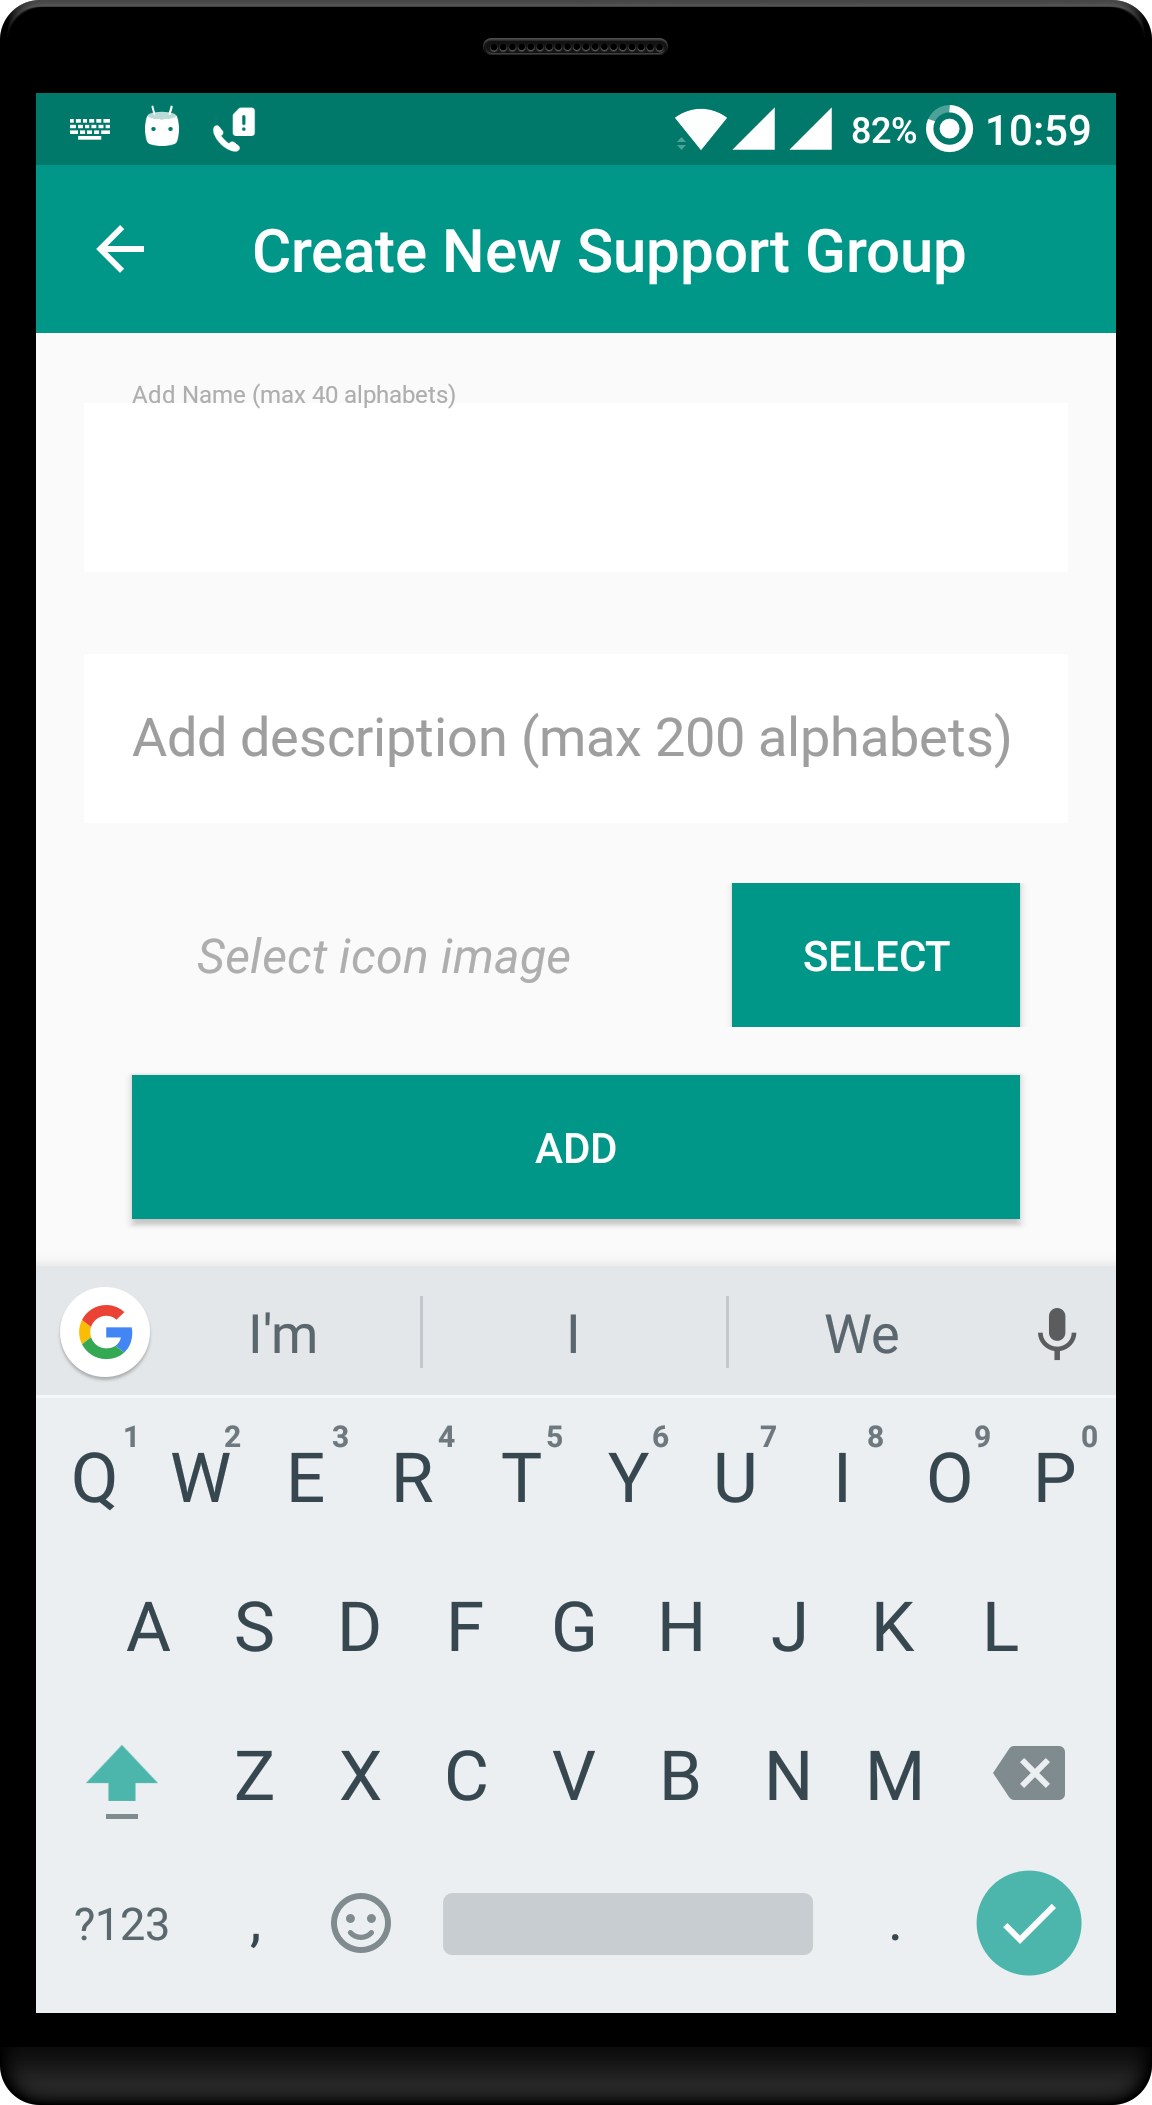 82% 10:59
Create New Support Group
Add Name (max 40 alphabets)
Add description (max 200 alphabets)
Select icon image
SELECT
ADD
I'm I We
1 2 3 4 5 6 7 8 9 0
Q W E R T Y U I O P
A S D F G H J K L
Z X C V B N M
?123 , .